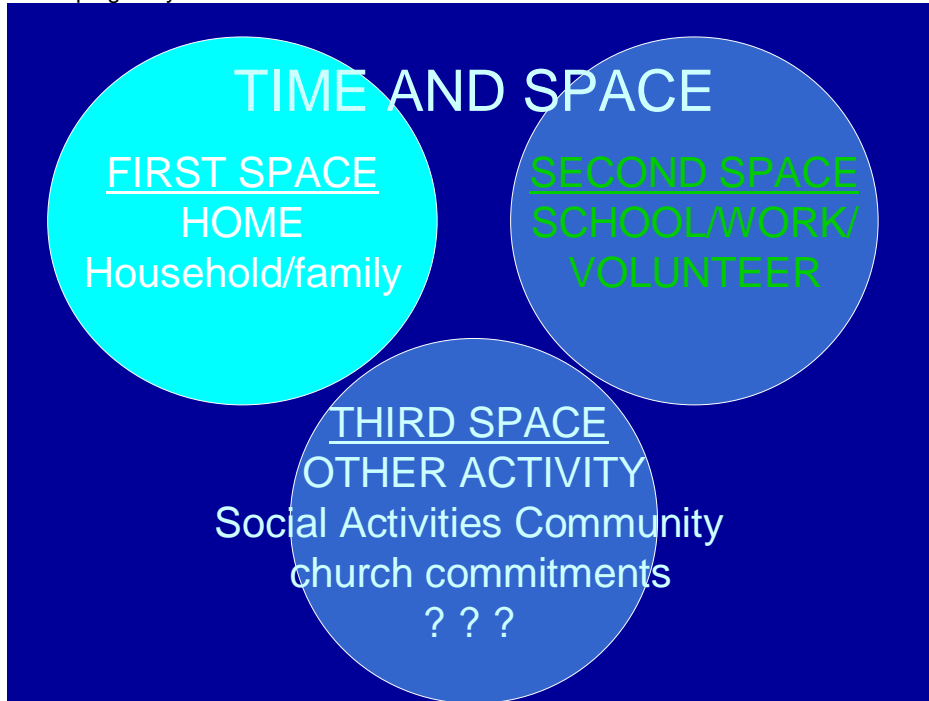 TIME AND SPACE
FIRST SPACE
HOME
Household/family
SECOND SPACE
SCHOOL/WORK/
VOLUNTEER
THIRD SPACE
OTHER ACTIVITY
Social Activities Community
church commitments
? ? ?